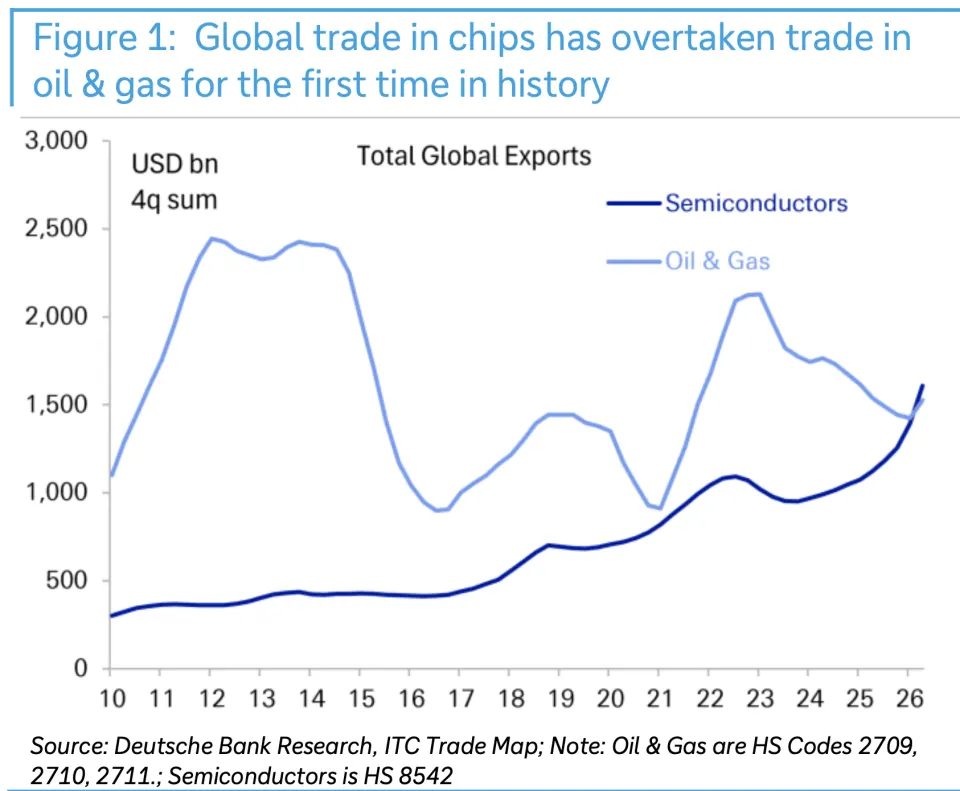 Figure 1:  Global trade in chips has overtaken trade in
oil & gas for the first time in history
3,000
USD bn
4q sum
Total Global Exports
Semiconductors
2,500
Oil & Gas
2,000
1,500
1,000
500
0
10 11 12 13 14 15 16 17 18 19 20 21 22 23 24 25 26
Source: Deutsche Bank Research, ITC Trade Map; Note: Oil & Gas are HS Codes 2709,
2710, 2711.; Semiconductors is HS 8542